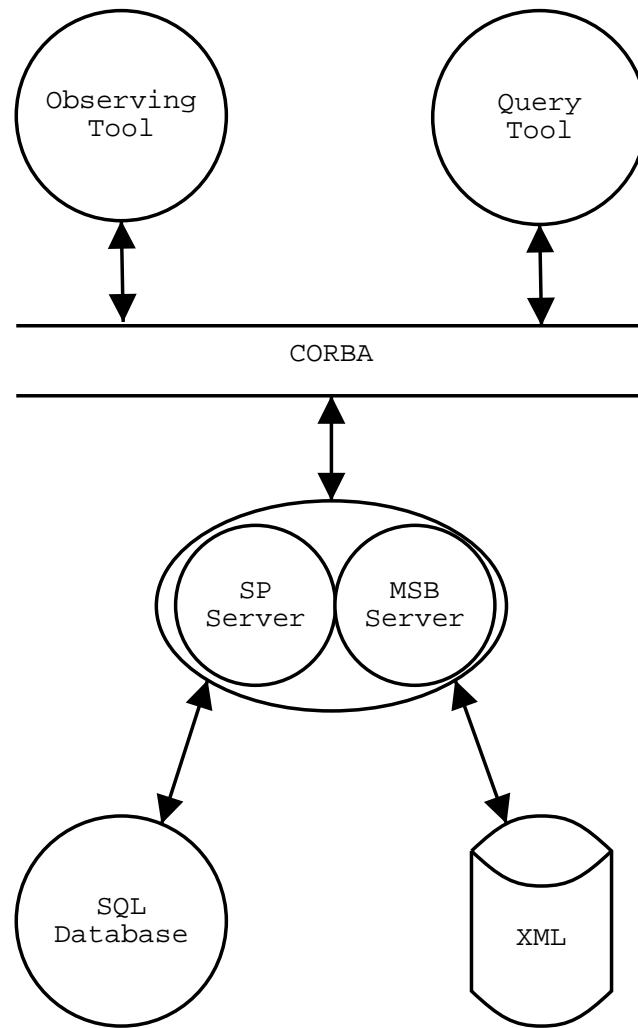 Observing
Tool
Query
Tool
CORBA
SP
Server
MSB
Server
SQL
Database
XML